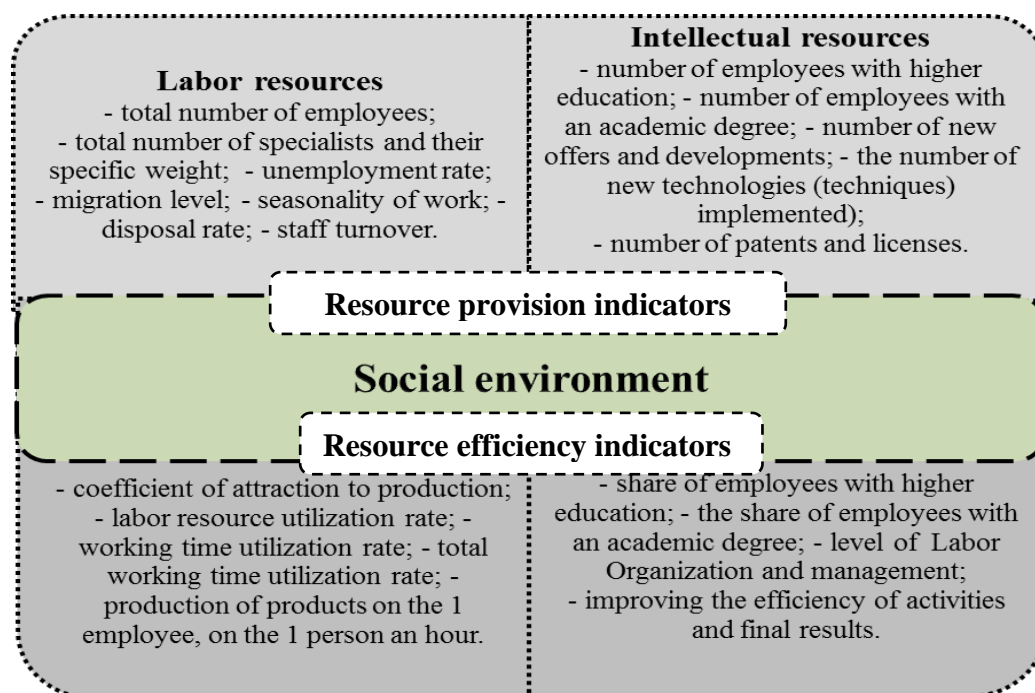 Labor resources
- total number of employees;
- total number of specialists and their
specific weight;  - unemployment rate;
- migration level;  - seasonality of work; -
disposal rate; - staff turnover.
Intellectual resources
- number of employees with higher
education; - number of employees with
an academic degree; - number of new
offers and developments; - the number of
new technologies (techniques)
implemented);
- number of patents and licenses.
Resource provision indicators
Social environment
Resource efficiency indicators
- coefficient of attraction to production;
- labor resource utilization rate; -
working time utilization rate; - total
working time utilization rate; -
production of products on the 1
employee, on the 1 person an hour.
- share of employees with higher
education; - the share of employees with
an academic degree; - level of  Labor
Organization and management;
- improving the efficiency of activities
and final results.